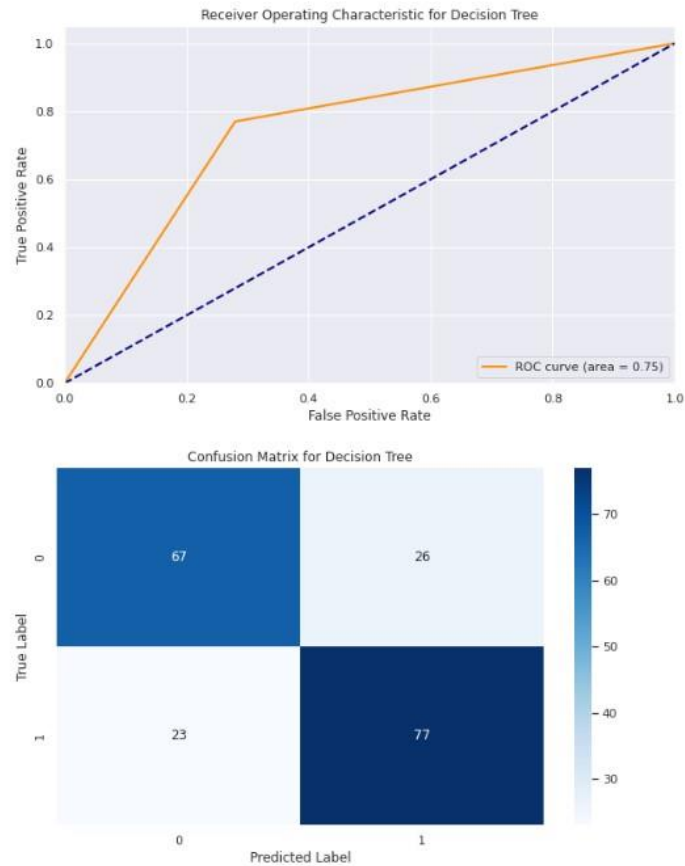 Receiver Operating Characteristic for Decision Tree
1.0
0.8
0.6
0.4
0.2
0.0
True Positive Rate
ROC curve (area = 0.75)
0.0 0.2 0.4 0.6 0.8 1.0
False Positive Rate
Confusion Matrix for Decision Tree
67 26
23 77
0
1
True Label
0 1
Predicted Label
70
60
50
40
30